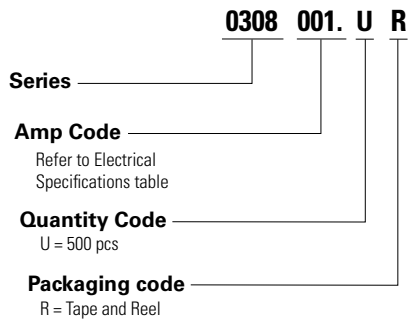 0308 001. U R
Series
Amp Code
Refer to Electrical
Specifications table
Quantity Code
U = 500 pcs
Packaging code
R = Tape and Reel